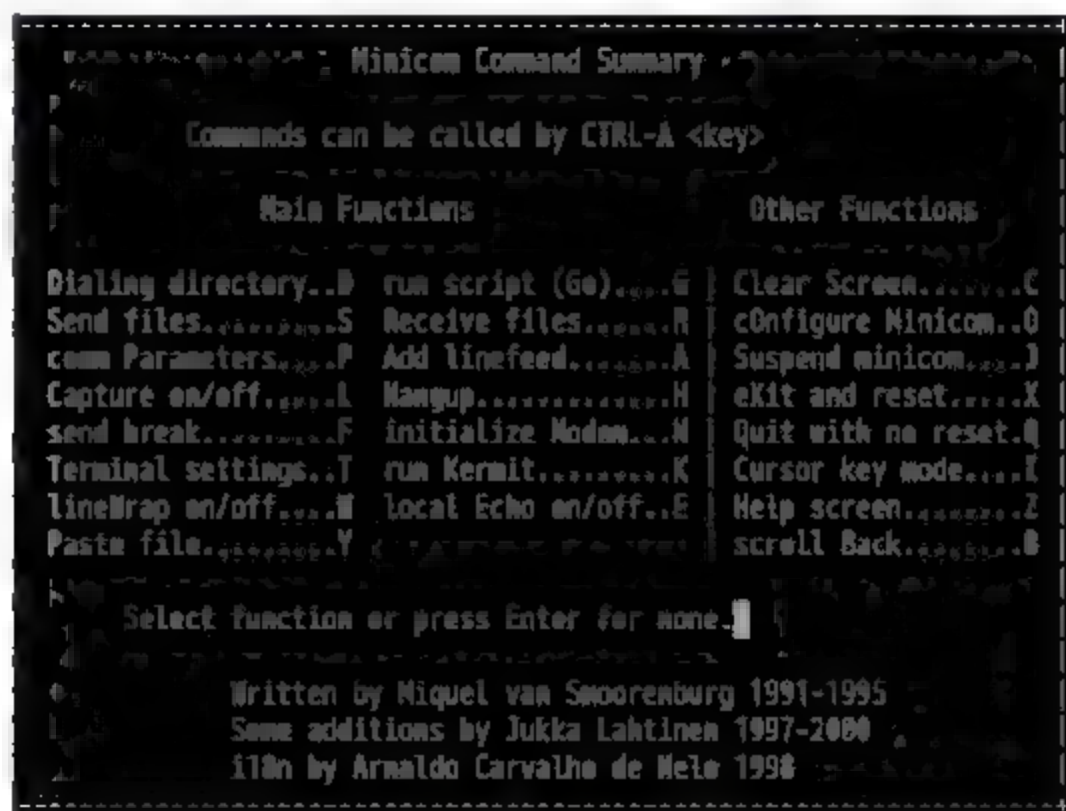 Minicom Command Summary
Commands can be called by CTRL-A <key>
Main Functions Other Functions
Dialing directory..D run script (Go)....G Clear Screen.......C
Send files.........S Receive files......R cOnfigure Minicom..O
comm Parameters....P Add linefeed.......A Suspend minicom....J
Capture on/off.....L Hangup.............H eXit and reset.....X
send break.........F initialize Modem...M Quit with no reset.Q
Terminal settings..T run Kermit.........K Cursor key mode....I
lineWrap on/off....W local Echo on/off..E Help screen........Z
Paste file.........Y scroll Back........B
Select function or press Enter for none.
Written by Miquel van Smoorenburg 1991-1995
Some additions by Jukka Lahtinen 1997-2000
i18n by Arnaldo Carvalho de Melo 1998